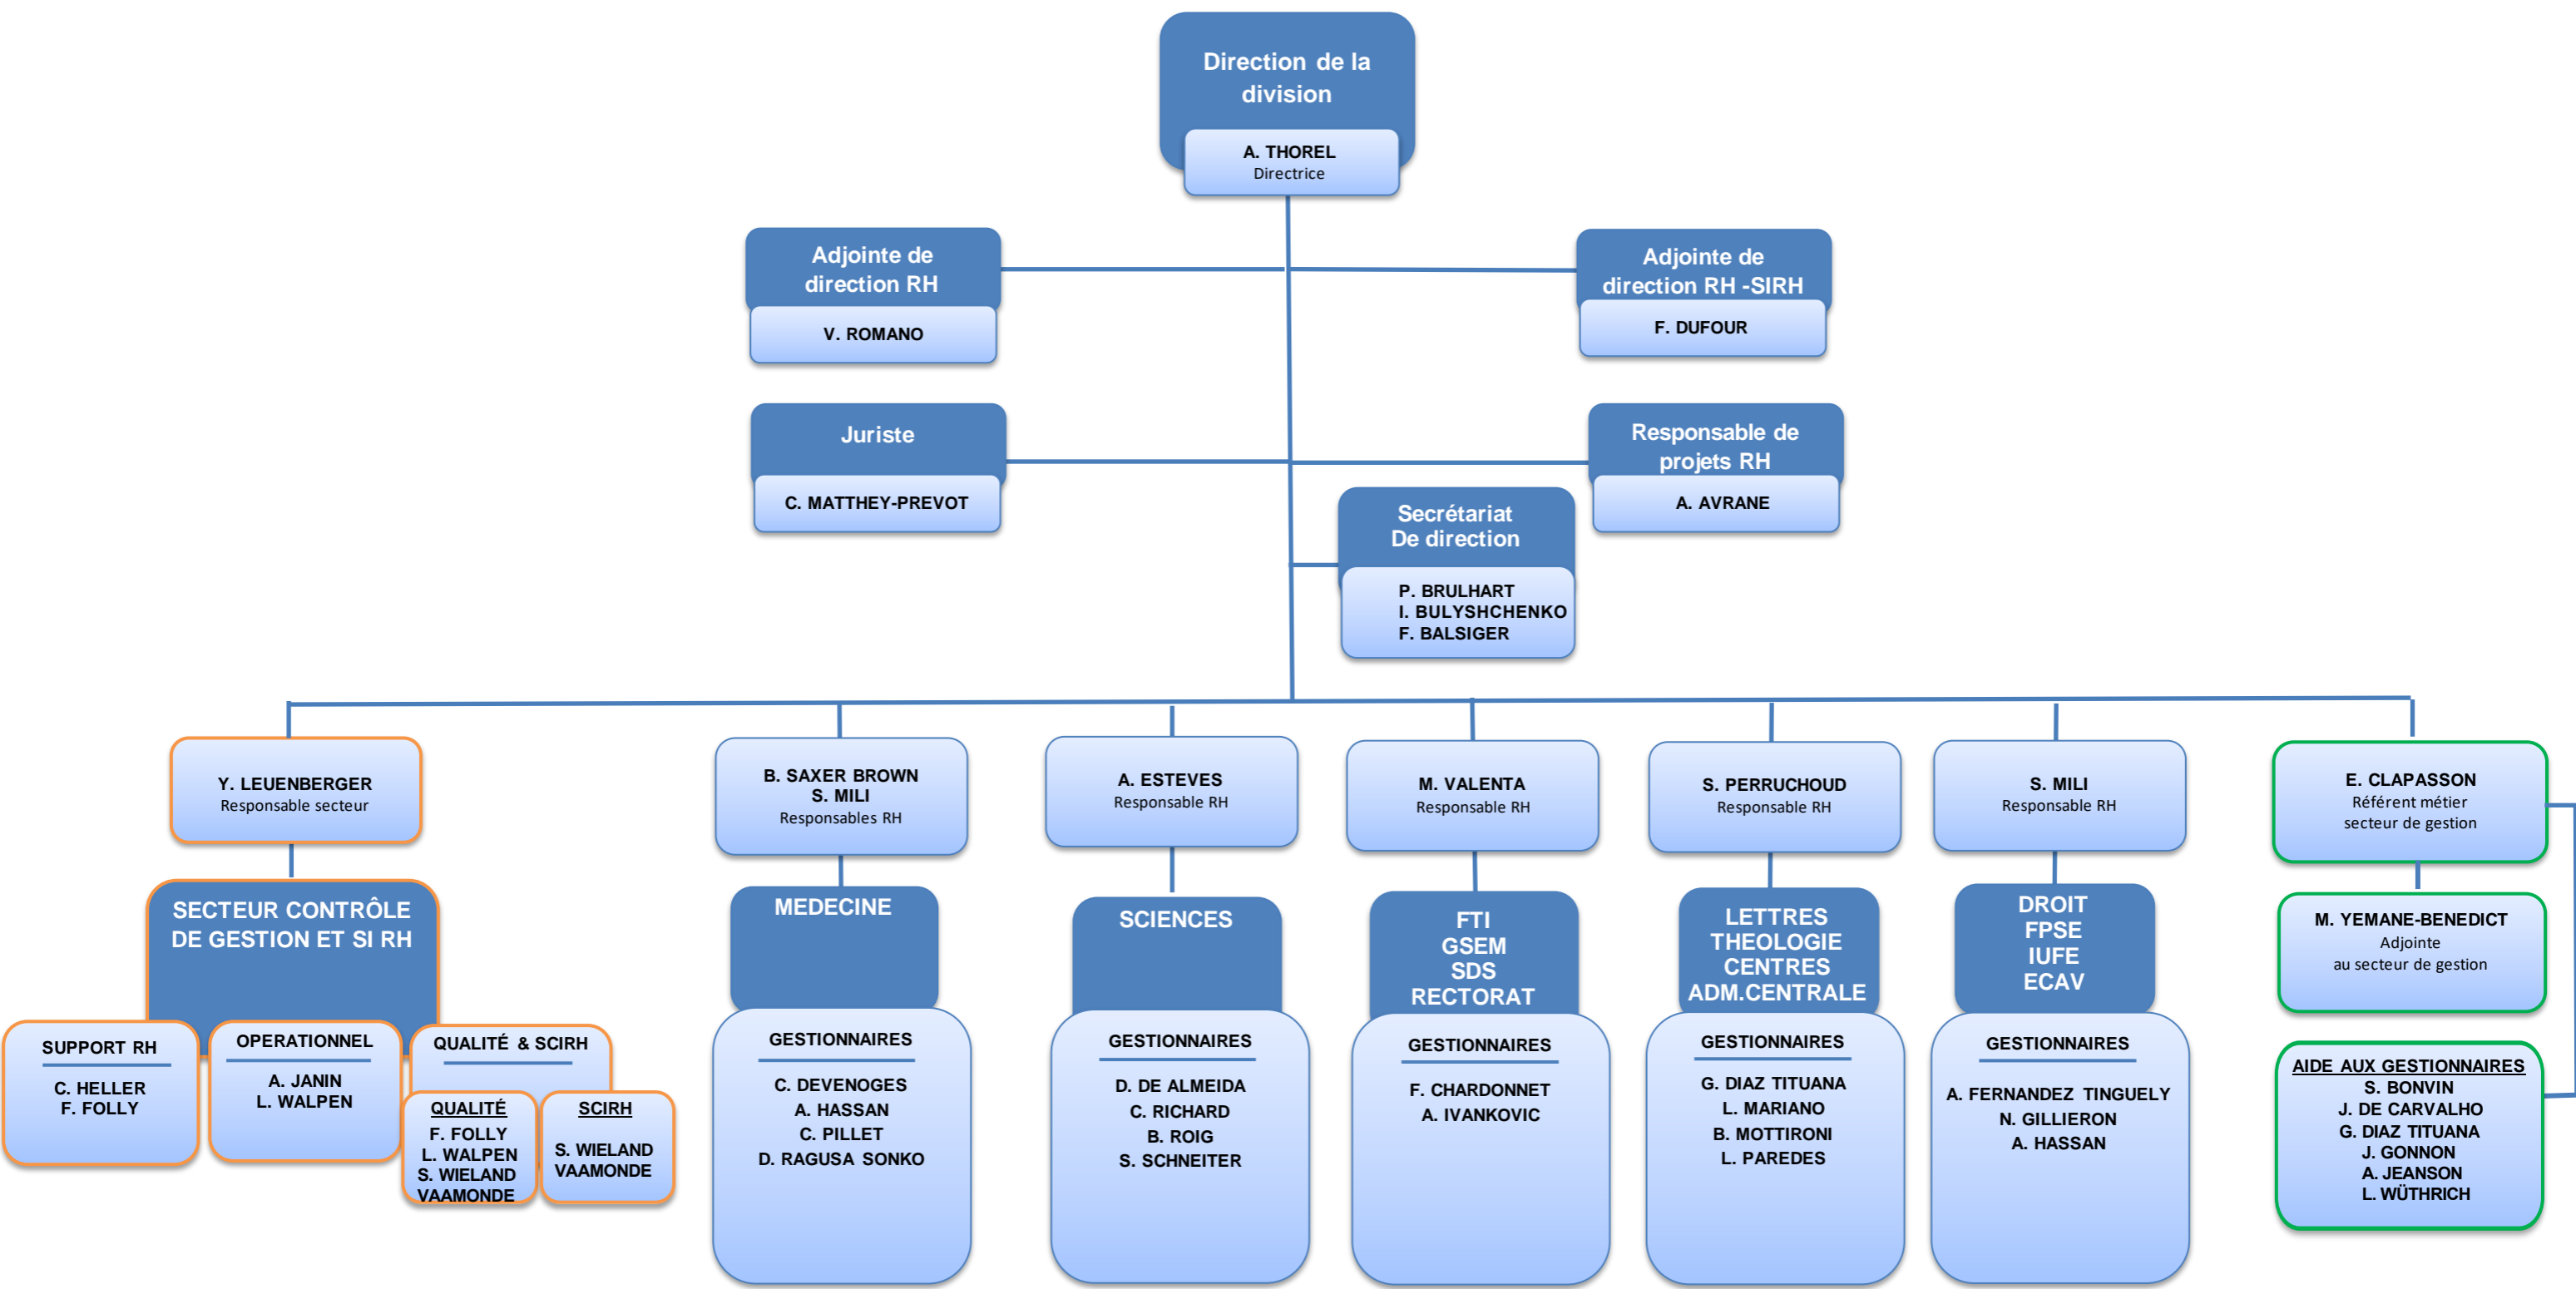 Direction de la
division
A. THOREL
Directrice
Adjointe de
direction RH
V. ROMANO
Adjointe de
direction RH -SIRH
F. DUFOUR
Juriste
C. MATTHEY-PREVOT
Responsable de
projets RH
A. AVRANE
Secrétariat
De direction
P. BRULHART
I. BULYSHCHENKO
F. BALSIGER
Y. LEUENBERGER
Responsable secteur
SECTEUR CONTRÔLE
DE GESTION ET SI RH
SUPPORT RH
C. HELLER
F. FOLLY
OPERATIONNEL
A. JANIN
L. WALPEN
QUALITÉ & SCIRH
QUALITÉ
F. FOLLY
L. WALPEN
S. WIELAND
VAAMONDE
SCIRH
S. WIELAND
VAAMONDE
B. SAXER BROWN
S. MILI
Responsables RH
MEDECINE
GESTIONNAIRES
C. DEVENOGES
A. HASSAN
C. PILLET
D. RAGUSA SONKO
A. ESTEVES
Responsable RH
SCIENCES
GESTIONNAIRES
D. DE ALMEIDA
C. RICHARD
B. ROIG
S. SCHNEITER
M. VALENTA
Responsable RH
FTI
GSEM
SDS
RECTORAT
GESTIONNAIRES
F. CHARDONNET
A. IVANKOVIC
S. PERRUCHOUD
Responsable RH
LETTRES
THEOLOGIE
CENTRES
ADM.CENTRALE
GESTIONNAIRES
G. DIAZ TITUANA
L. MARIANO
B. MOTTIRONI
L. PAREDES
S. MILI
Responsable RH
DROIT
FPSE
IUFE
ECAV
GESTIONNAIRES
A. FERNANDEZ TINGUELY
N. GILLIERON
A. HASSAN
E. CLAPASSON
Référent métier
secteur de gestion
M. YEMANE-BENEDICT
Adjointe
au secteur de gestion
AIDE AUX GESTIONNAIRES
S. BONVIN
J. DE CARVALHO
G. DIAZ TITUANA
J. GONNON
A. JEANSON
L. WÜTHRICH